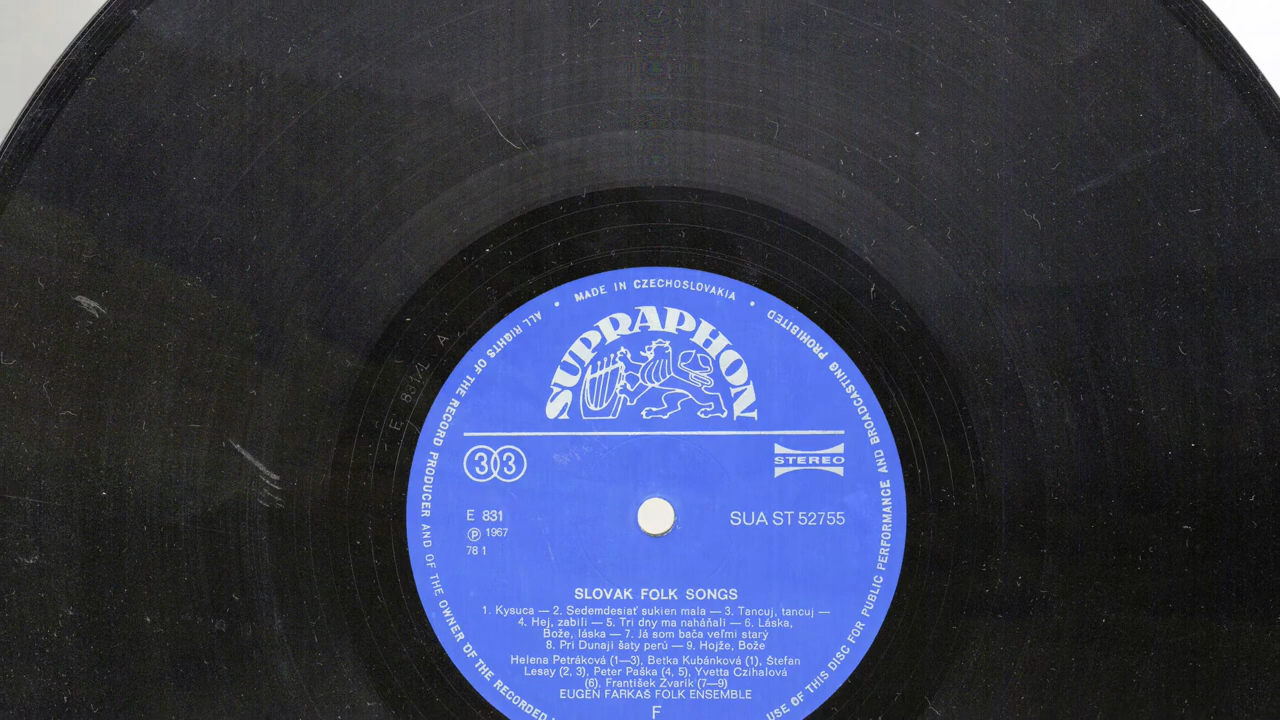 MADE IN CZECHOSLOVAKIA
ALL RIGHTS OF THE RECORD PRODUCER AND OF THE OWNER OF THE RECORDED
USE OF THIS DISC FOR PUBLIC PERFORMANCE AND BROADCASTING PROHIBITED
SUPRAPHON
33
STEREO
E 831
SUA ST 52755
℗ 1967
78 1
SLOVAK FOLK SONGS
1. Kysuca — 2. Sedemdesiať sukien mala — 3. Tancuj, tancuj —
4. Hej, zabili — 5. Tri dny ma naháňali — 6. Láska,
Bože, láska — 7. Já som bača veľmi starý
8. Pri Dunaji šaty perú — 9. Hojže, Bože
Helena Petráková (1—3), Betka Kubánková (1), Štefan
Lesay (2, 3), Peter Paška (4, 5), Yvetta Czihalová
(6), František Žvarík (7—9)
EUGEN FARKAŠ FOLK ENSEMBLE
F